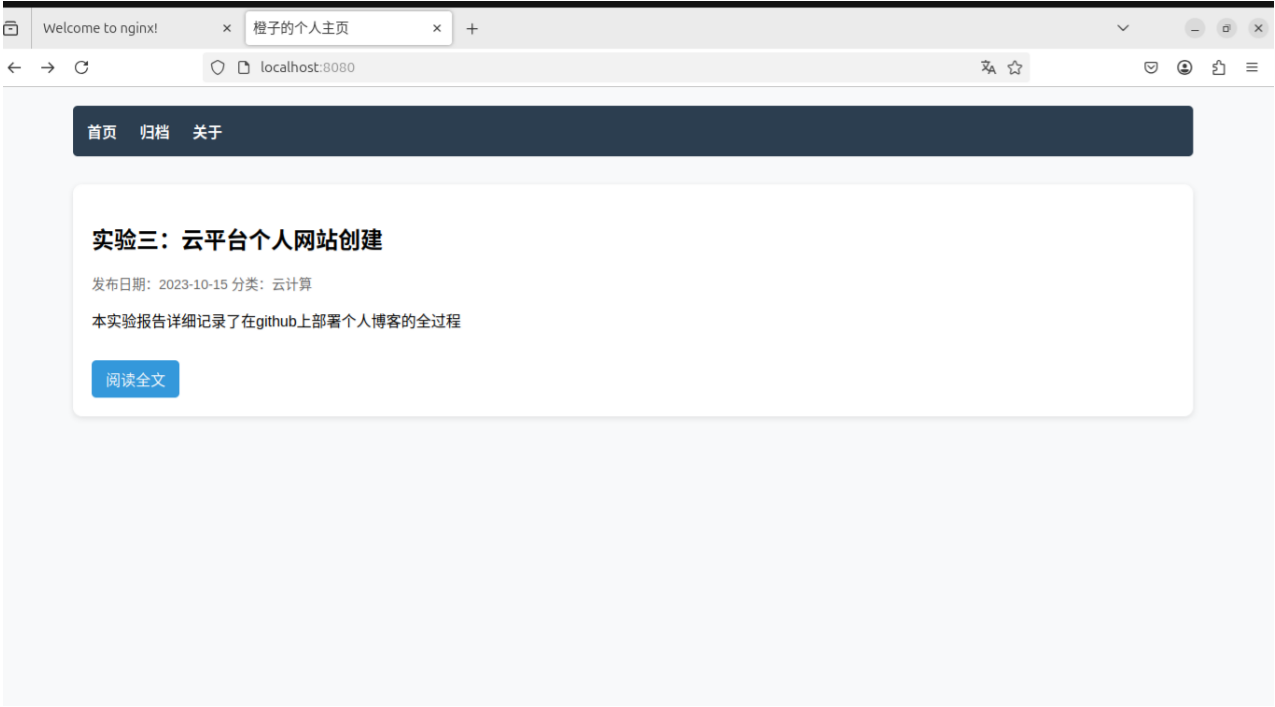 Welcome to nginx!
橙子的个人主页
localhost:8080
首页 归档 关于
实验三：云平台个人网站创建
发布日期：2023-10-15 分类：云计算
本实验报告详细记录了在github上部署个人博客的全过程
阅读全文